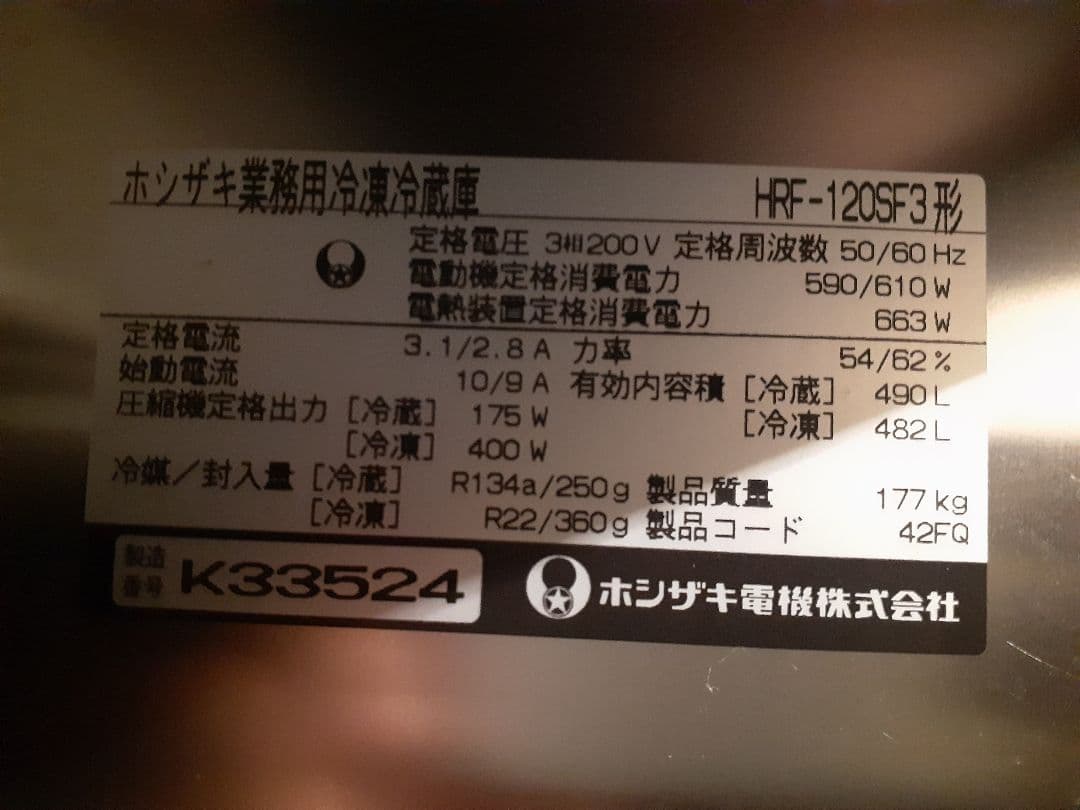 ホシザキ業務用冷凍冷蔵庫 HRF-120SF3形
定格電圧 3相200V 定格周波数 50/60Hz
電動機定格消費電力 590/610W
電熱装置定格消費電力 663W
定格電流 3.1/2.8A 力率 54/62%
始動電流 10/9A 有効内容積 [冷蔵] 490L
圧縮機定格出力 [冷蔵] 175W [冷凍] 482L
[冷凍] 400W
冷媒/封入量 [冷蔵] R134a/250g 製品質量 177kg
[冷凍] R22/360g 製品コード 42FQ
製造番号 K33524 ホシザキ電機株式会社